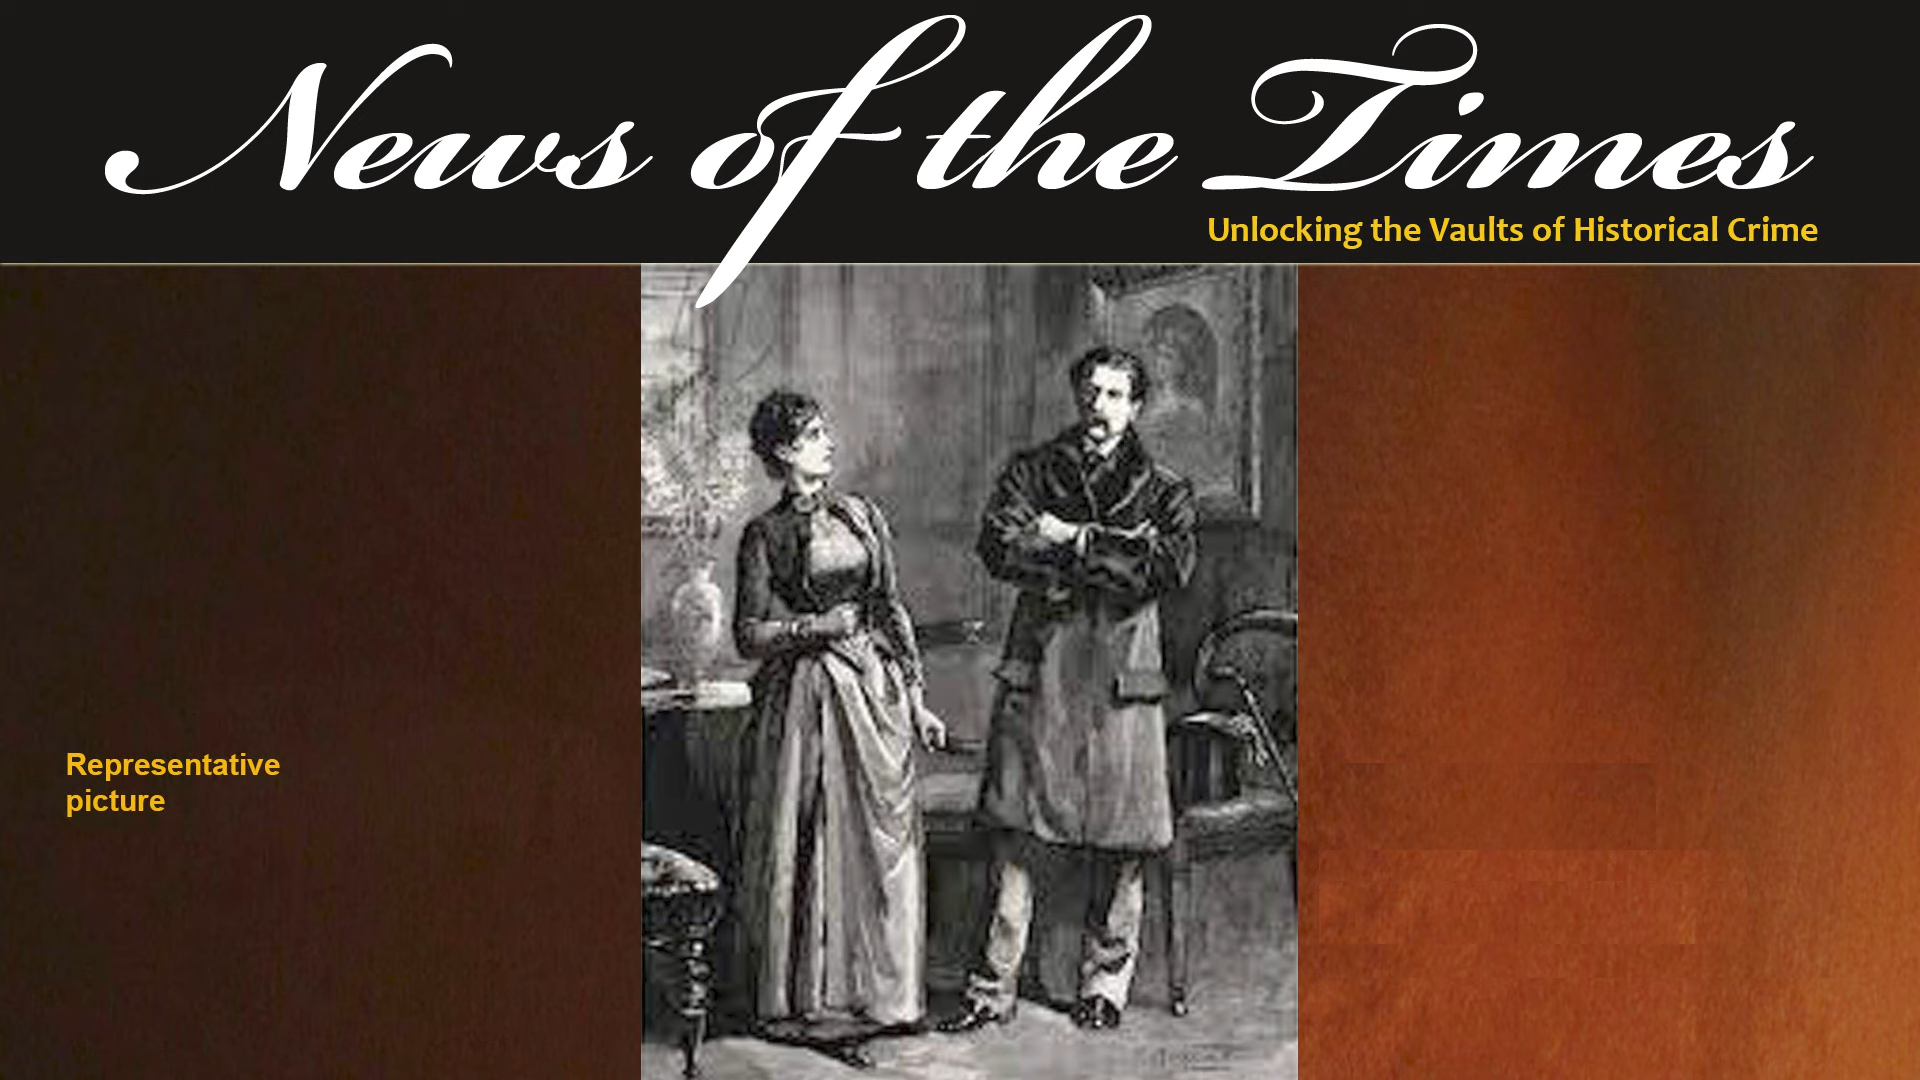 News of the Times
Unlocking the Vaults of Historical Crime
Representative
picture